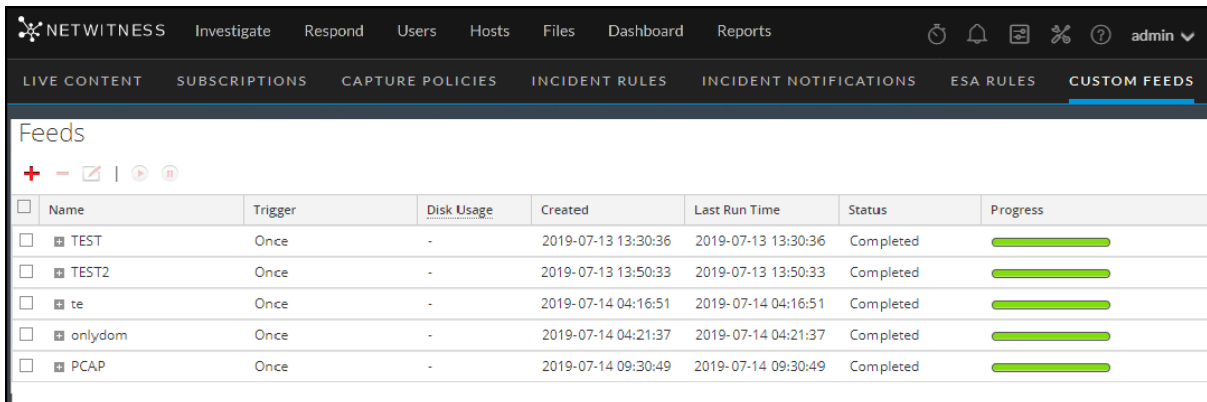 NETWITNESS Investigate Respond Users Hosts Files Dashboard Reports admin
LIVE CONTENT SUBSCRIPTIONS CAPTURE POLICIES INCIDENT RULES INCIDENT NOTIFICATIONS ESA RULES CUSTOM FEEDS
Feeds
Name Trigger Disk Usage Created Last Run Time Status Progress
TEST Once - 2019-07-13 13:30:36 2019-07-13 13:30:36 Completed
TEST2 Once - 2019-07-13 13:50:33 2019-07-13 13:50:33 Completed
te Once - 2019-07-14 04:16:51 2019-07-14 04:16:51 Completed
onlydom Once - 2019-07-14 04:21:37 2019-07-14 04:21:37 Completed
PCAP Once - 2019-07-14 09:30:49 2019-07-14 09:30:49 Completed